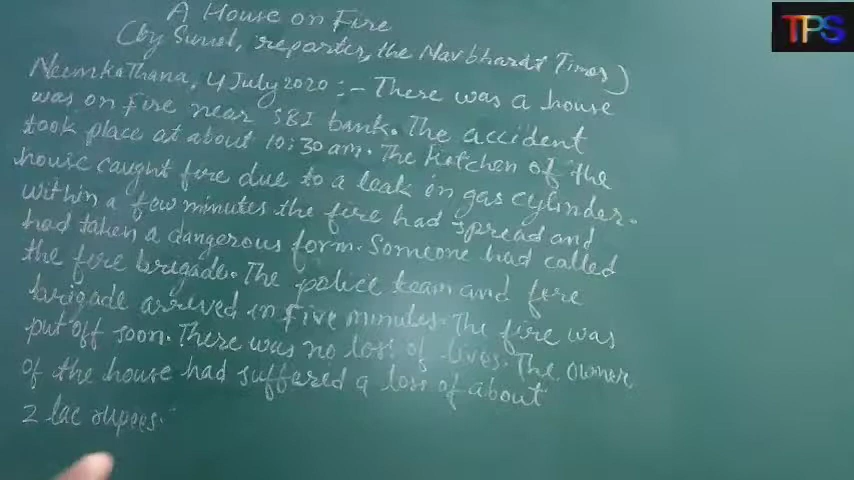 TPS
A House on Fire
(by Sunil, reporter, the Navbharat Times)
Neemkathana, 4 July 2020 :- There was a house
was on fire near SBI bank. The accident
took place at about 10:30 am. The Kitchen of the
house caught fire due to a leak in gas cylinder.
within a few minutes the fire had spread and
had taken a dangerous form. Someone had called
the fire brigade. The police team and fire
brigade arrived in five minutes. The fire was
put off soon. There was no loss of lives. The owner
of the house had suffered a loss of about
2 lac rupees.